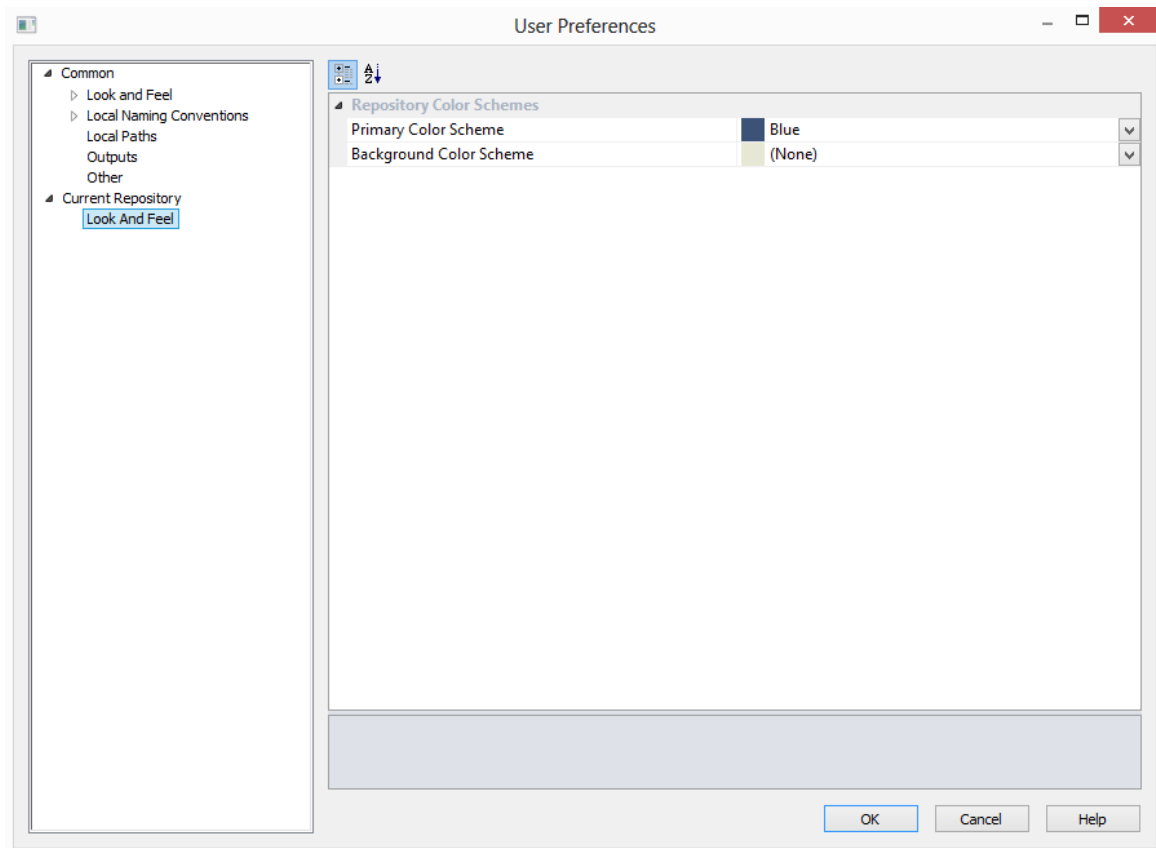 User Preferences
Common
Look and Feel
Local Naming Conventions
Local Paths
Outputs
Other
Current Repository
Look And Feel
Repository Color Schemes
Primary Color Scheme Blue
Background Color Scheme (None)
OK Cancel Help